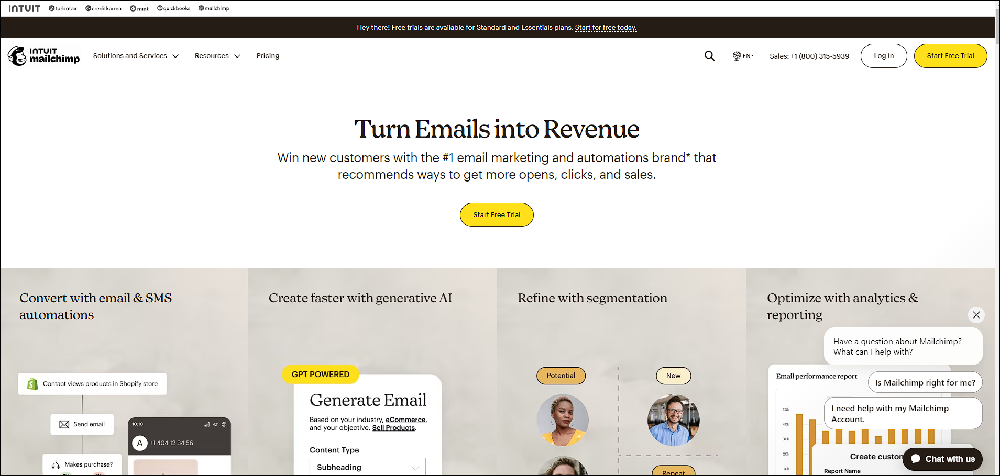 INTUIT turbotax creditkarma mint quickbooks mailchimp
Hey there! Free trials are available for Standard and Essentials plans. Start for free today.
INTUIT
mailchimp
Solutions and Services
Resources
Pricing
EN
Sales: +1 (800) 315-5939
Log In
Start Free Trial
Turn Emails into Revenue
Win new customers with the #1 email marketing and automations brand* that
recommends ways to get more opens, clicks, and sales.
Start Free Trial
Convert with email & SMS
automations
Contact views products in Shopify store
Send email
Makes purchase?
Yes
No
10:10
A
+1 404 12 34 56
Create faster with generative AI
GPT POWERED
Generate Email
Based on your industry, eCommerce,
and your objective, Sell Products.
Content Type
Subheading
Refine with segmentation
Potential
New
Repeat
Optimize with analytics &
reporting
Have a question about Mailchimp?
What can I help with?
Email performance report
Is Mailchimp right for me?
I need help with my Mailchimp
Account.
50k
40k
30k
20k
10k
Create custom
Report Name
Chat with us